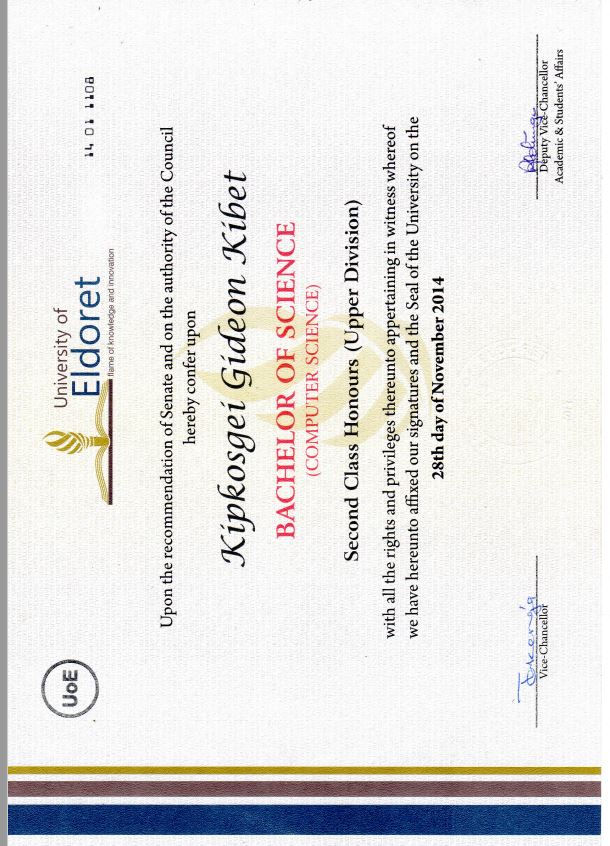 UoE
University of
Eldoret
flame of knowledge and innovation
14 01 1108
Upon the recommendation of Senate and on the authority of the Council
hereby confer upon
Kipkosgei Gideon Kibet
BACHELOR OF SCIENCE
(COMPUTER SCIENCE)
Second Class Honours (Upper Division)
with all the rights and privileges thereunto appertaining in witness whereof
we have hereunto affixed our signatures and the Seal of the University on the
28th day of November 2014
Vice-Chancellor
Deputy Vice-Chancellor
Academic & Students' Affairs